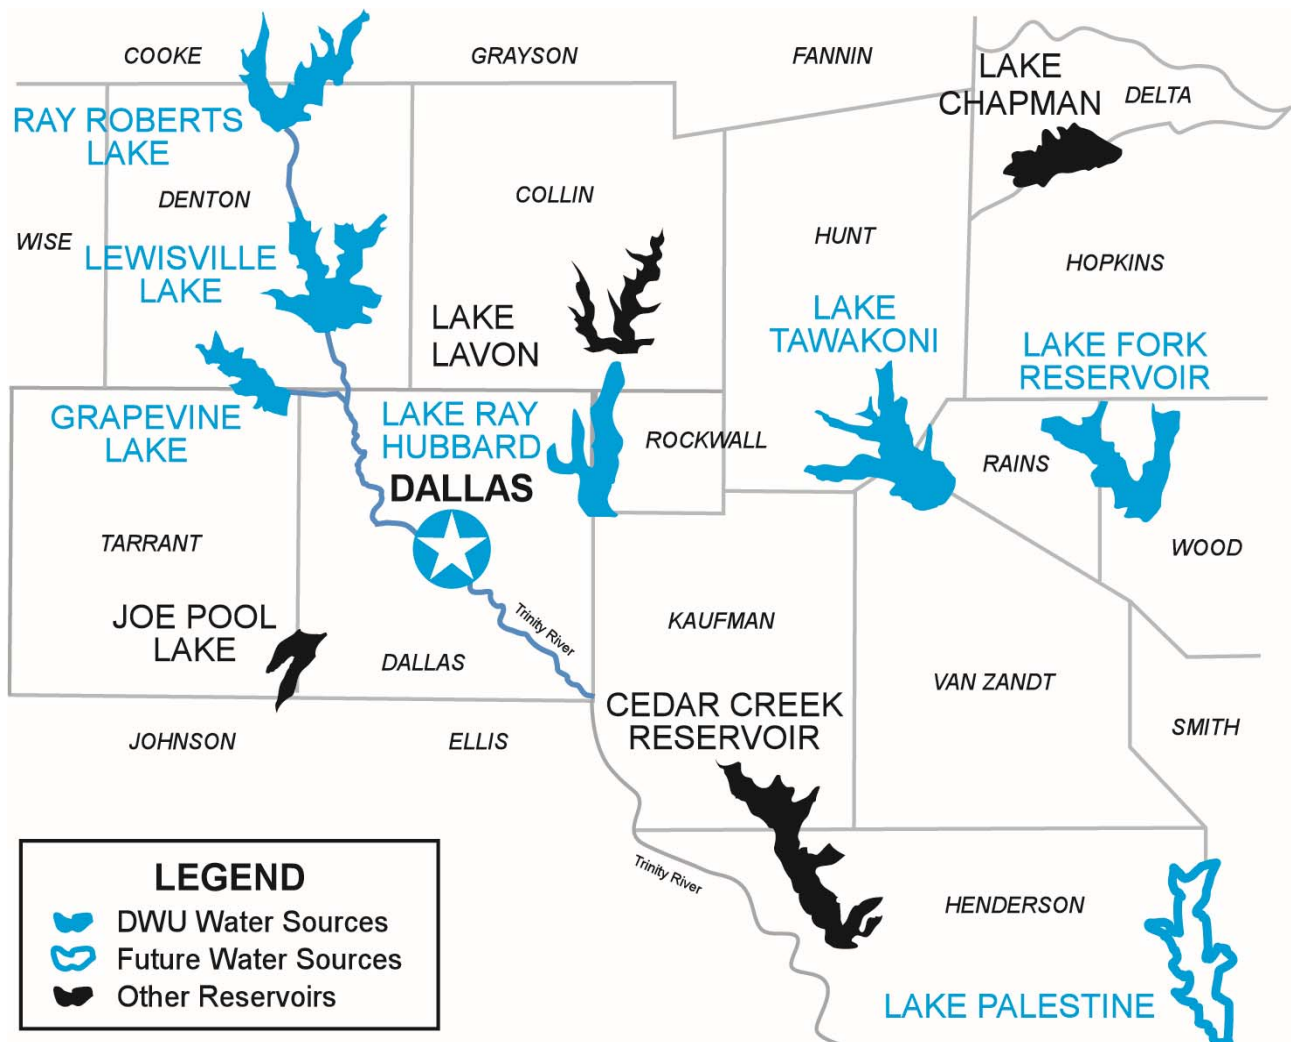 COOKE
GRAYSON
FANNIN
LAKE
CHAPMAN
DELTA
RAY ROBERTS
LAKE
DENTON
COLLIN
WISE
HUNT
HOPKINS
LEWISVILLE
LAKE
LAKE
LAVON
LAKE
TAWAKONI
LAKE FORK
RESERVOIR
GRAPEVINE
LAKE
LAKE RAY
HUBBARD
ROCKWALL
RAINS
DALLAS
TARRANT
WOOD
JOE POOL
LAKE
Trinity River
KAUFMAN
DALLAS
VAN ZANDT
CEDAR CREEK
RESERVOIR
SMITH
JOHNSON
ELLIS
Trinity River
HENDERSON
LAKE PALESTINE
LEGEND
DWU Water Sources
Future Water Sources
Other Reservoirs